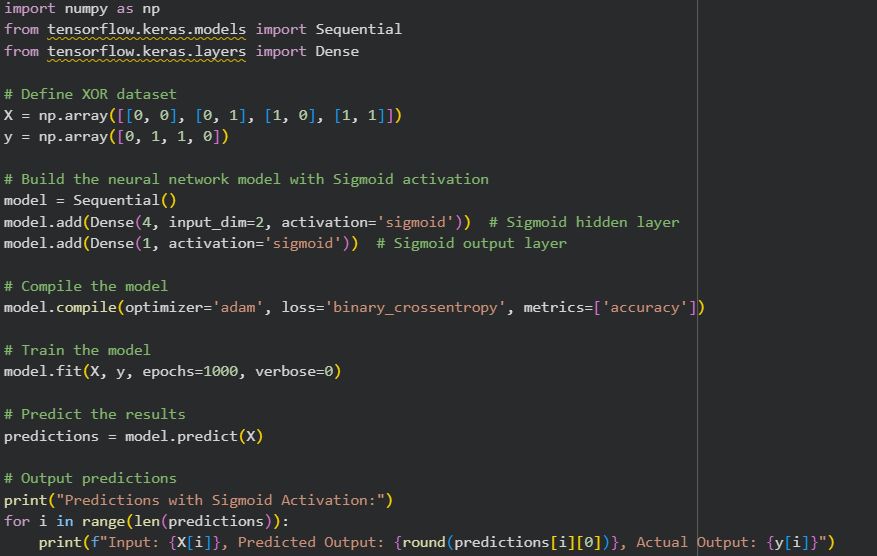 import numpy as np
from tensorflow.keras.models import Sequential
from tensorflow.keras.layers import Dense
# Define XOR dataset
X = np.array([[0, 0], [0, 1], [1, 0], [1, 1]])
y = np.array([0, 1, 1, 0])
# Build the neural network model with Sigmoid activation
model = Sequential()
model.add(Dense(4, input_dim=2, activation='sigmoid'))  # Sigmoid hidden layer
model.add(Dense(1, activation='sigmoid'))  # Sigmoid output layer
# Compile the model
model.compile(optimizer='adam', loss='binary_crossentropy', metrics=['accuracy'])
# Train the model
model.fit(X, y, epochs=1000, verbose=0)
# Predict the results
predictions = model.predict(X)
# Output predictions
print("Predictions with Sigmoid Activation:")
for i in range(len(predictions)):
    print(f"Input: {X[i]}, Predicted Output: {round(predictions[i][0])}, Actual Output: {y[i]}")